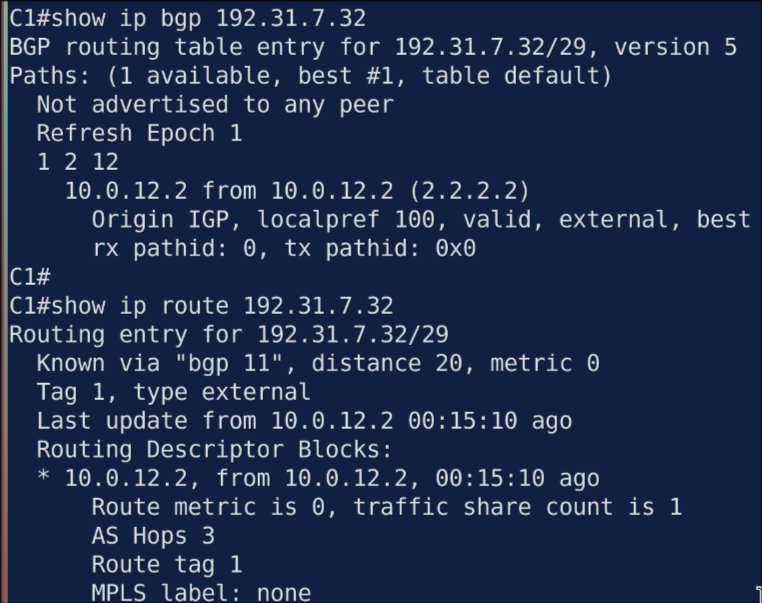 C1#show ip bgp 192.31.7.32
BGP routing table entry for 192.31.7.32/29, version 5
Paths: (1 available, best #1, table default)
  Not advertised to any peer
  Refresh Epoch 1
  1 2 12
    10.0.12.2 from 10.0.12.2 (2.2.2.2)
      Origin IGP, localpref 100, valid, external, best
      rx pathid: 0, tx pathid: 0x0
C1#
C1#show ip route 192.31.7.32
Routing entry for 192.31.7.32/29
  Known via "bgp 11", distance 20, metric 0
  Tag 1, type external
  Last update from 10.0.12.2 00:15:10 ago
  Routing Descriptor Blocks:
  * 10.0.12.2, from 10.0.12.2, 00:15:10 ago
      Route metric is 0, traffic share count is 1
      AS Hops 3
      Route tag 1
      MPLS label: none